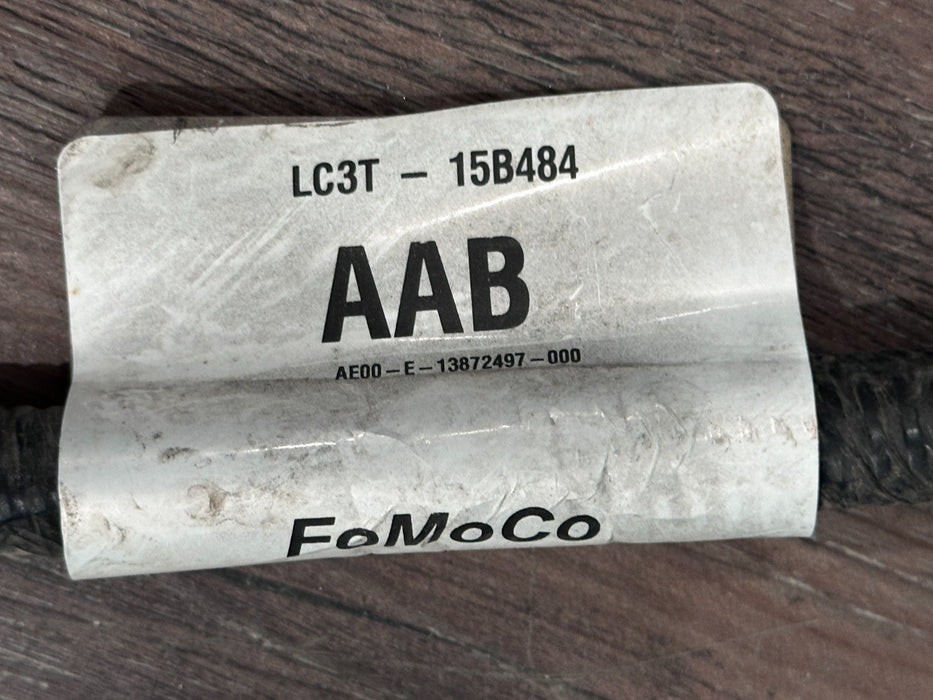 LC3T - 15B484
AAB
AE00-E-13872497-000
FoMoCo